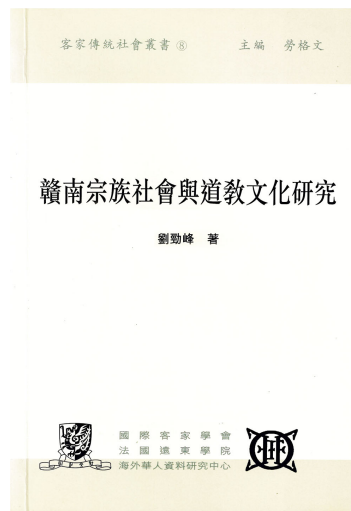 客家傳統社會叢書⑧ 主編 勞格文
贛南宗族社會與道教文化研究
劉勁峰 著
國際客家學會
法國遠東學院
海外華人資料研究中心